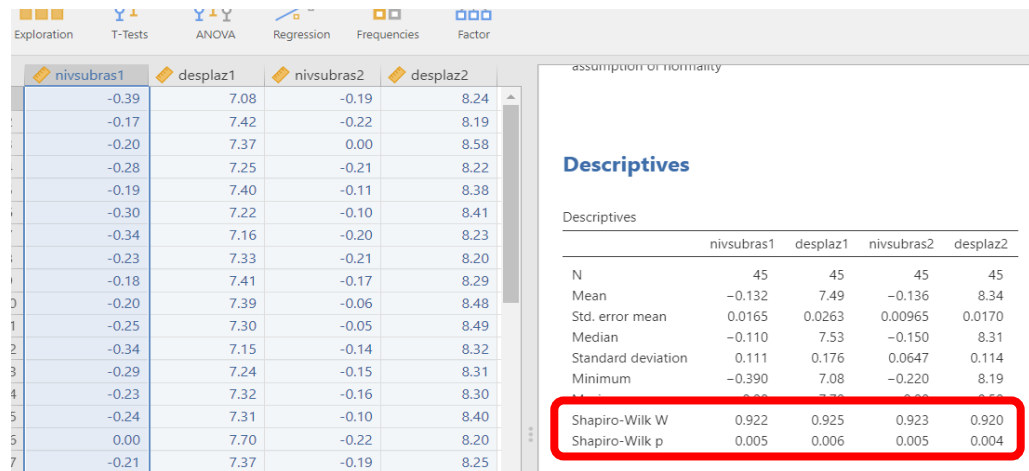 Exploration T-Tests ANOVA Regression Frequencies Factor
nivsubras1 desplaz1 nivsubras2 desplaz2
-0.39 7.08 -0.19 8.24
-0.17 7.42 -0.22 8.19
-0.20 7.37 0.00 8.58
-0.28 7.25 -0.21 8.22
-0.19 7.40 -0.11 8.38
-0.30 7.22 -0.10 8.41
-0.34 7.16 -0.20 8.23
-0.23 7.33 -0.21 8.20
-0.18 7.41 -0.17 8.29
-0.20 7.39 -0.06 8.48
-0.25 7.30 -0.05 8.49
-0.34 7.15 -0.14 8.32
-0.29 7.24 -0.15 8.31
-0.23 7.32 -0.16 8.30
-0.24 7.31 -0.10 8.40
0.00 7.70 -0.22 8.20
-0.21 7.37 -0.19 8.25
assumption of normality
Descriptives
Descriptives
nivsubras1 desplaz1 nivsubras2 desplaz2
N 45 45 45 45
Mean −0.132 7.49 −0.136 8.34
Std. error mean 0.0165 0.0263 0.00965 0.0170
Median −0.110 7.53 −0.150 8.31
Standard deviation 0.111 0.176 0.0647 0.114
Minimum −0.390 7.08 −0.220 8.19
Shapiro-Wilk W 0.922 0.925 0.923 0.920
Shapiro-Wilk p 0.005 0.006 0.005 0.004